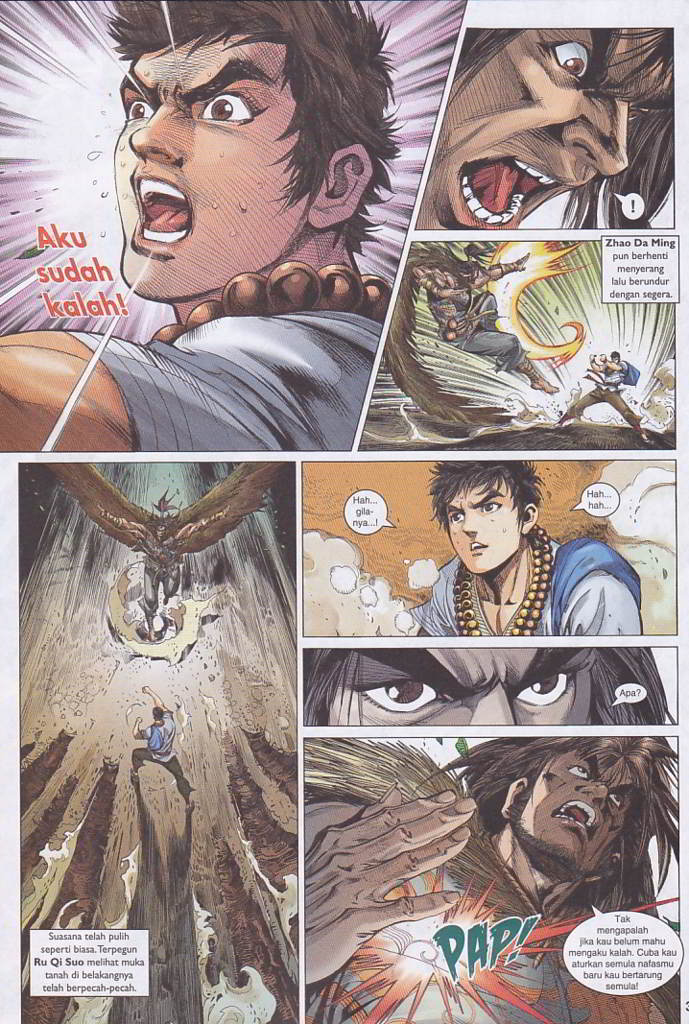 Aku
sudah
kalah!
!
Zhao Da Ming
pun berhenti
menyerang
lalu berundur
dengan segera.
Suasana telah pulih
seperti biasa. Terpegun
Ru Qi Suo melihat muka
tanah di belakangnya
telah berpecah-pecah.
Hah...
gila-
nya...!
Hah...
hah...
Apa?
PAP!
Tak
mengapalah
jika kau belum mahu
mengaku kalah. Cuba kau
aturkan semula nafasmu
baru kau bertarung
semula!